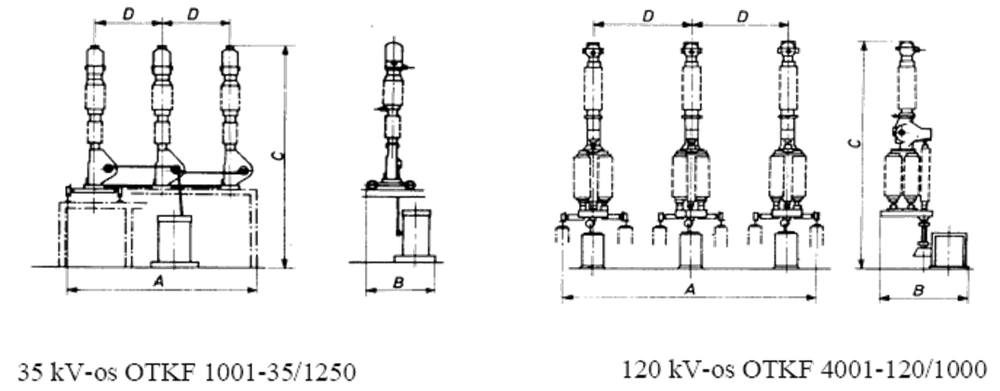 D D D D
C C
A B A B
35 kV-os OTKF 1001-35/1250
120 kV-os OTKF 4001-120/1000